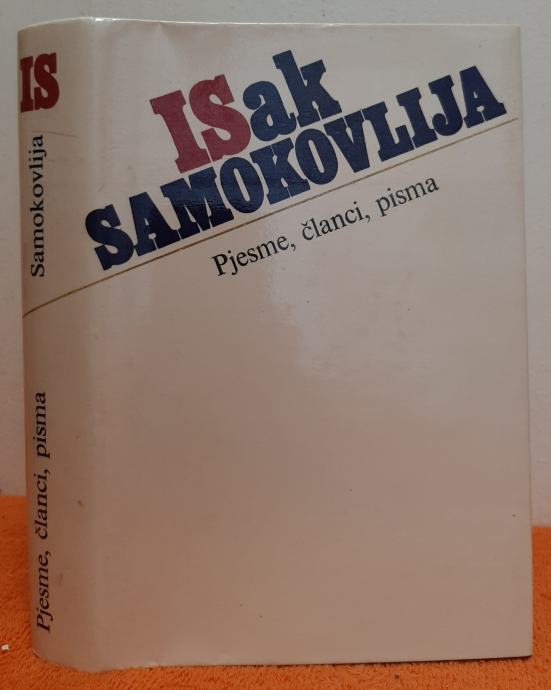 ISak
SAMOKOVLIJA
Pjesme, članci, pisma
IS
Samokovlija
Pjesme, članci, pisma